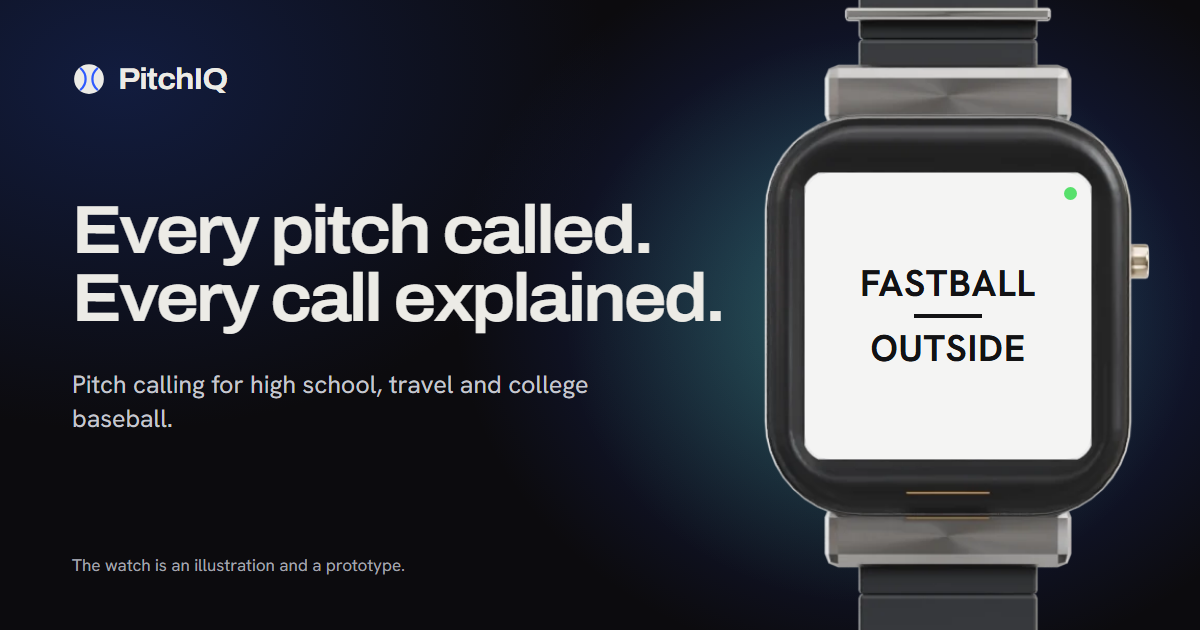 PitchIQ
Every pitch called.
Every call explained.
Pitch calling for high school, travel and college
baseball.
The watch is an illustration and a prototype.
FASTBALL
OUTSIDE